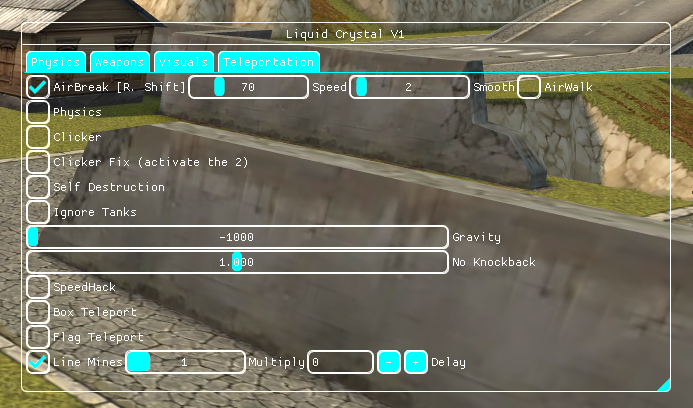 Liquid Crystal V1
Physics Weapons Visuals Teleportation
AirBreak [R. Shift] 70 Speed 2 Smooth AirWalk
Physics
Clicker
Clicker Fix (activate the 2)
Self Destruction
Ignore Tanks
-1000 Gravity
1.000 No Knockback
SpeedHack
Box Teleport
Flag Teleport
Line Mines 1 Multiply 0 - + Delay